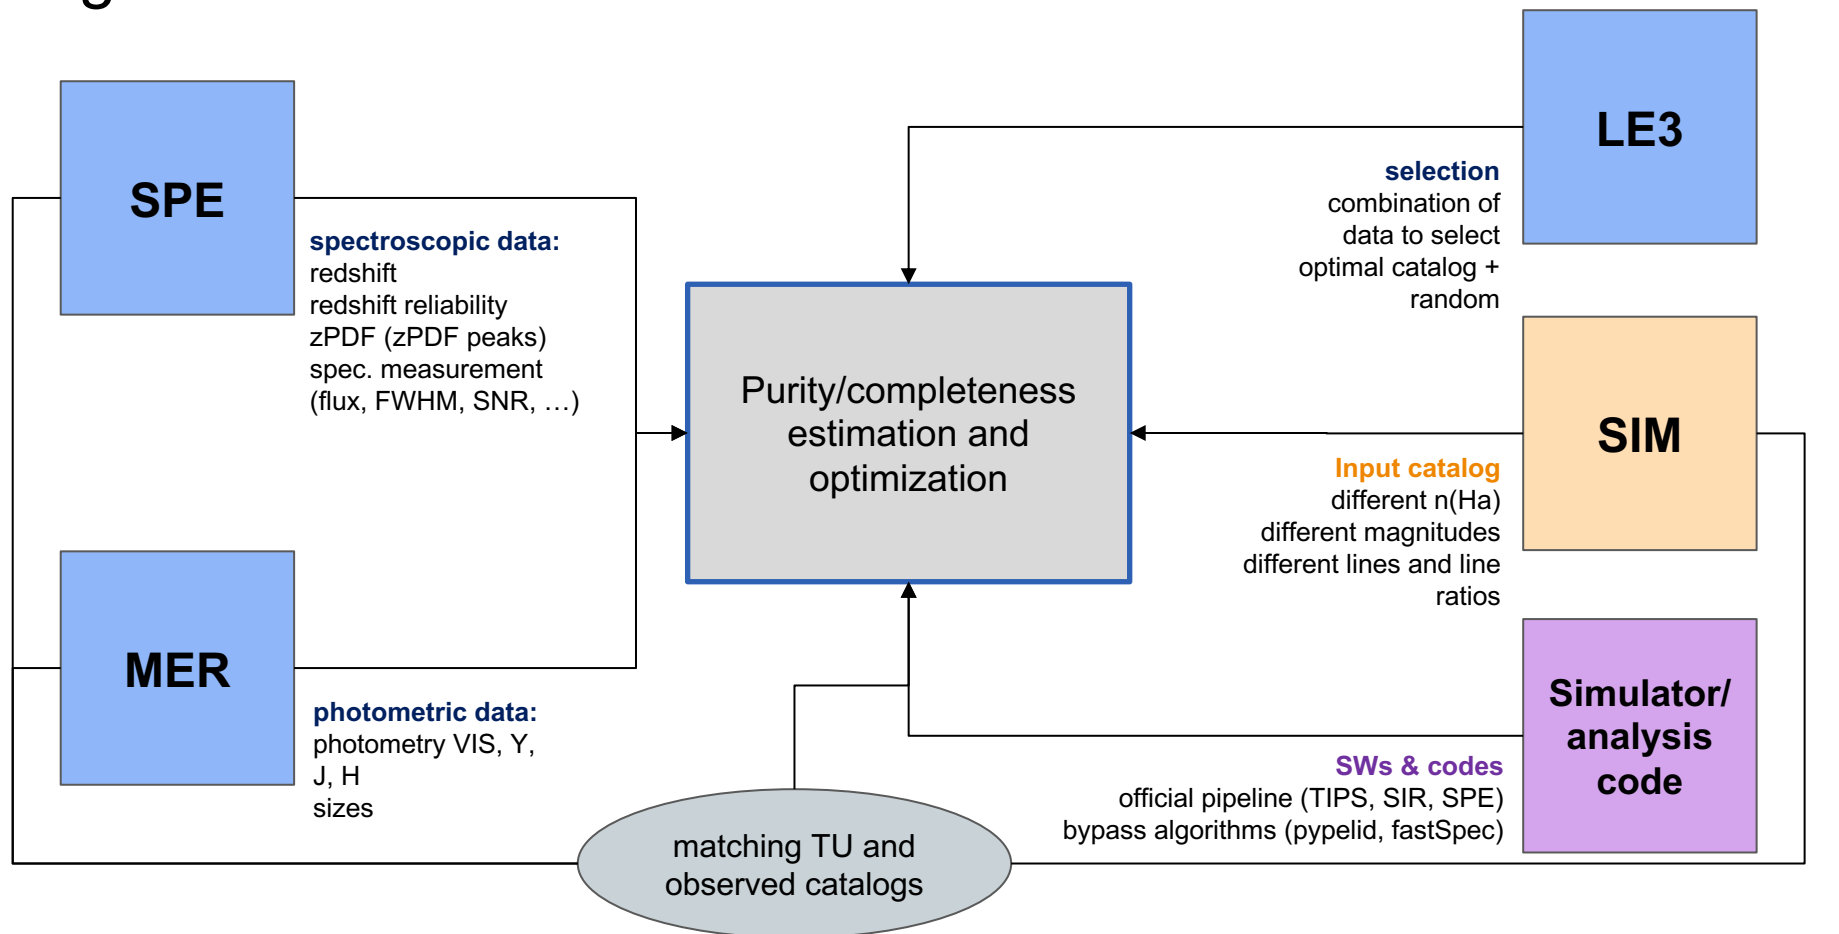 SPE
spectroscopic data:
redshift
redshift reliability
zPDF (zPDF peaks)
spec. measurement
(flux, FWHM, SNR, …)
MER
photometric data:
photometry VIS, Y,
J, H
sizes
Purity/completeness
estimation and
optimization
matching TU and
observed catalogs
LE3
selection
combination of
data to select
optimal catalog +
random
SIM
Input catalog
different n(Ha)
different magnitudes
different lines and line
ratios
Simulator/
analysis
code
SWs & codes
official pipeline (TIPS, SIR, SPE)
bypass algorithms (pypelid, fastSpec)